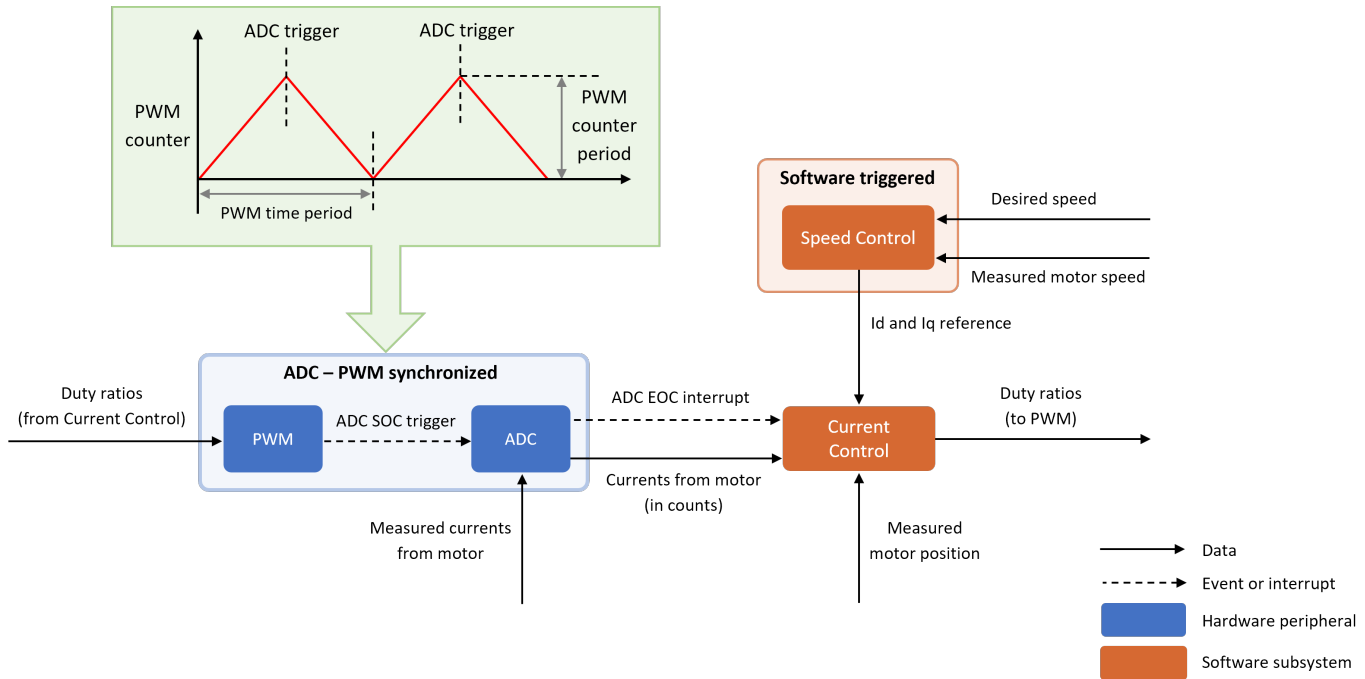 ADC trigger
ADC trigger
PWM
counter
PWM
counter
period
PWM time period
Software triggered
Speed Control
Desired speed
Measured motor speed
Id and Iq reference
ADC – PWM synchronized
Duty ratios
(from Current Control)
PWM
ADC SOC trigger
ADC
ADC EOC interrupt
Currents from motor
(in counts)
Current
Control
Duty ratios
(to PWM)
Measured currents
from motor
Measured
motor position
Data
Event or interrupt
Hardware peripheral
Software subsystem